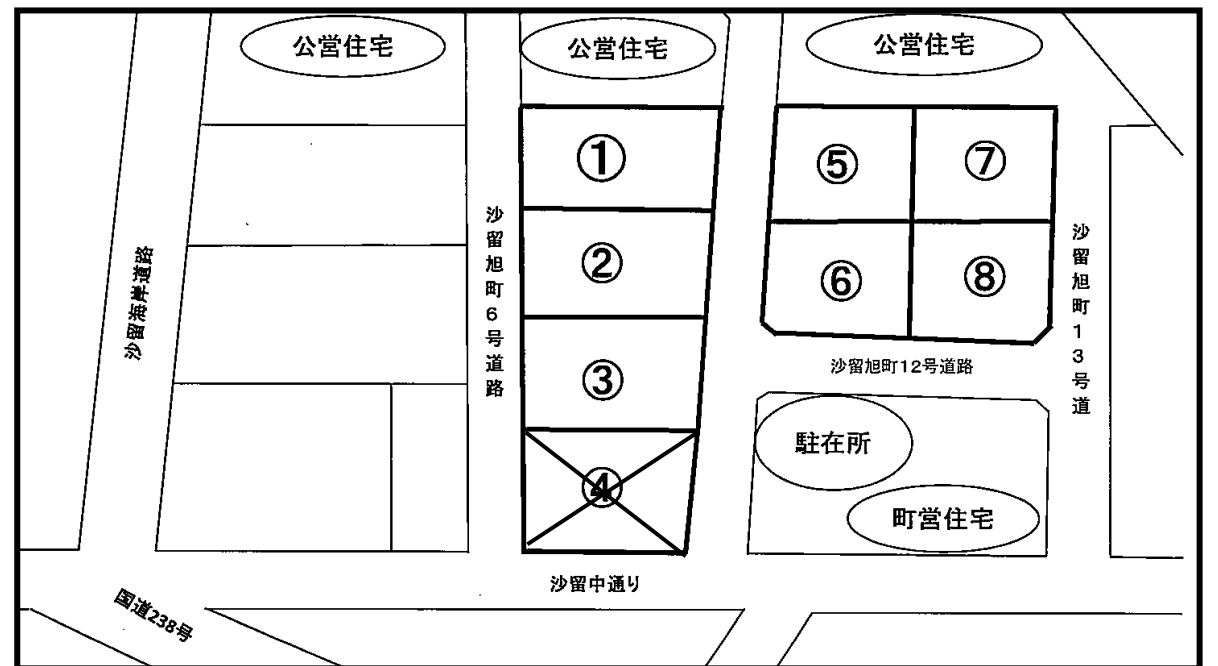 公営住宅
公営住宅
公営住宅
①
②
③
④
⑤
⑦
⑥
⑧
沙留海岸道路
沙留旭町6号道路
沙留旭町13号道
沙留旭町12号道路
駐在所
町営住宅
沙留中通り
国道238号